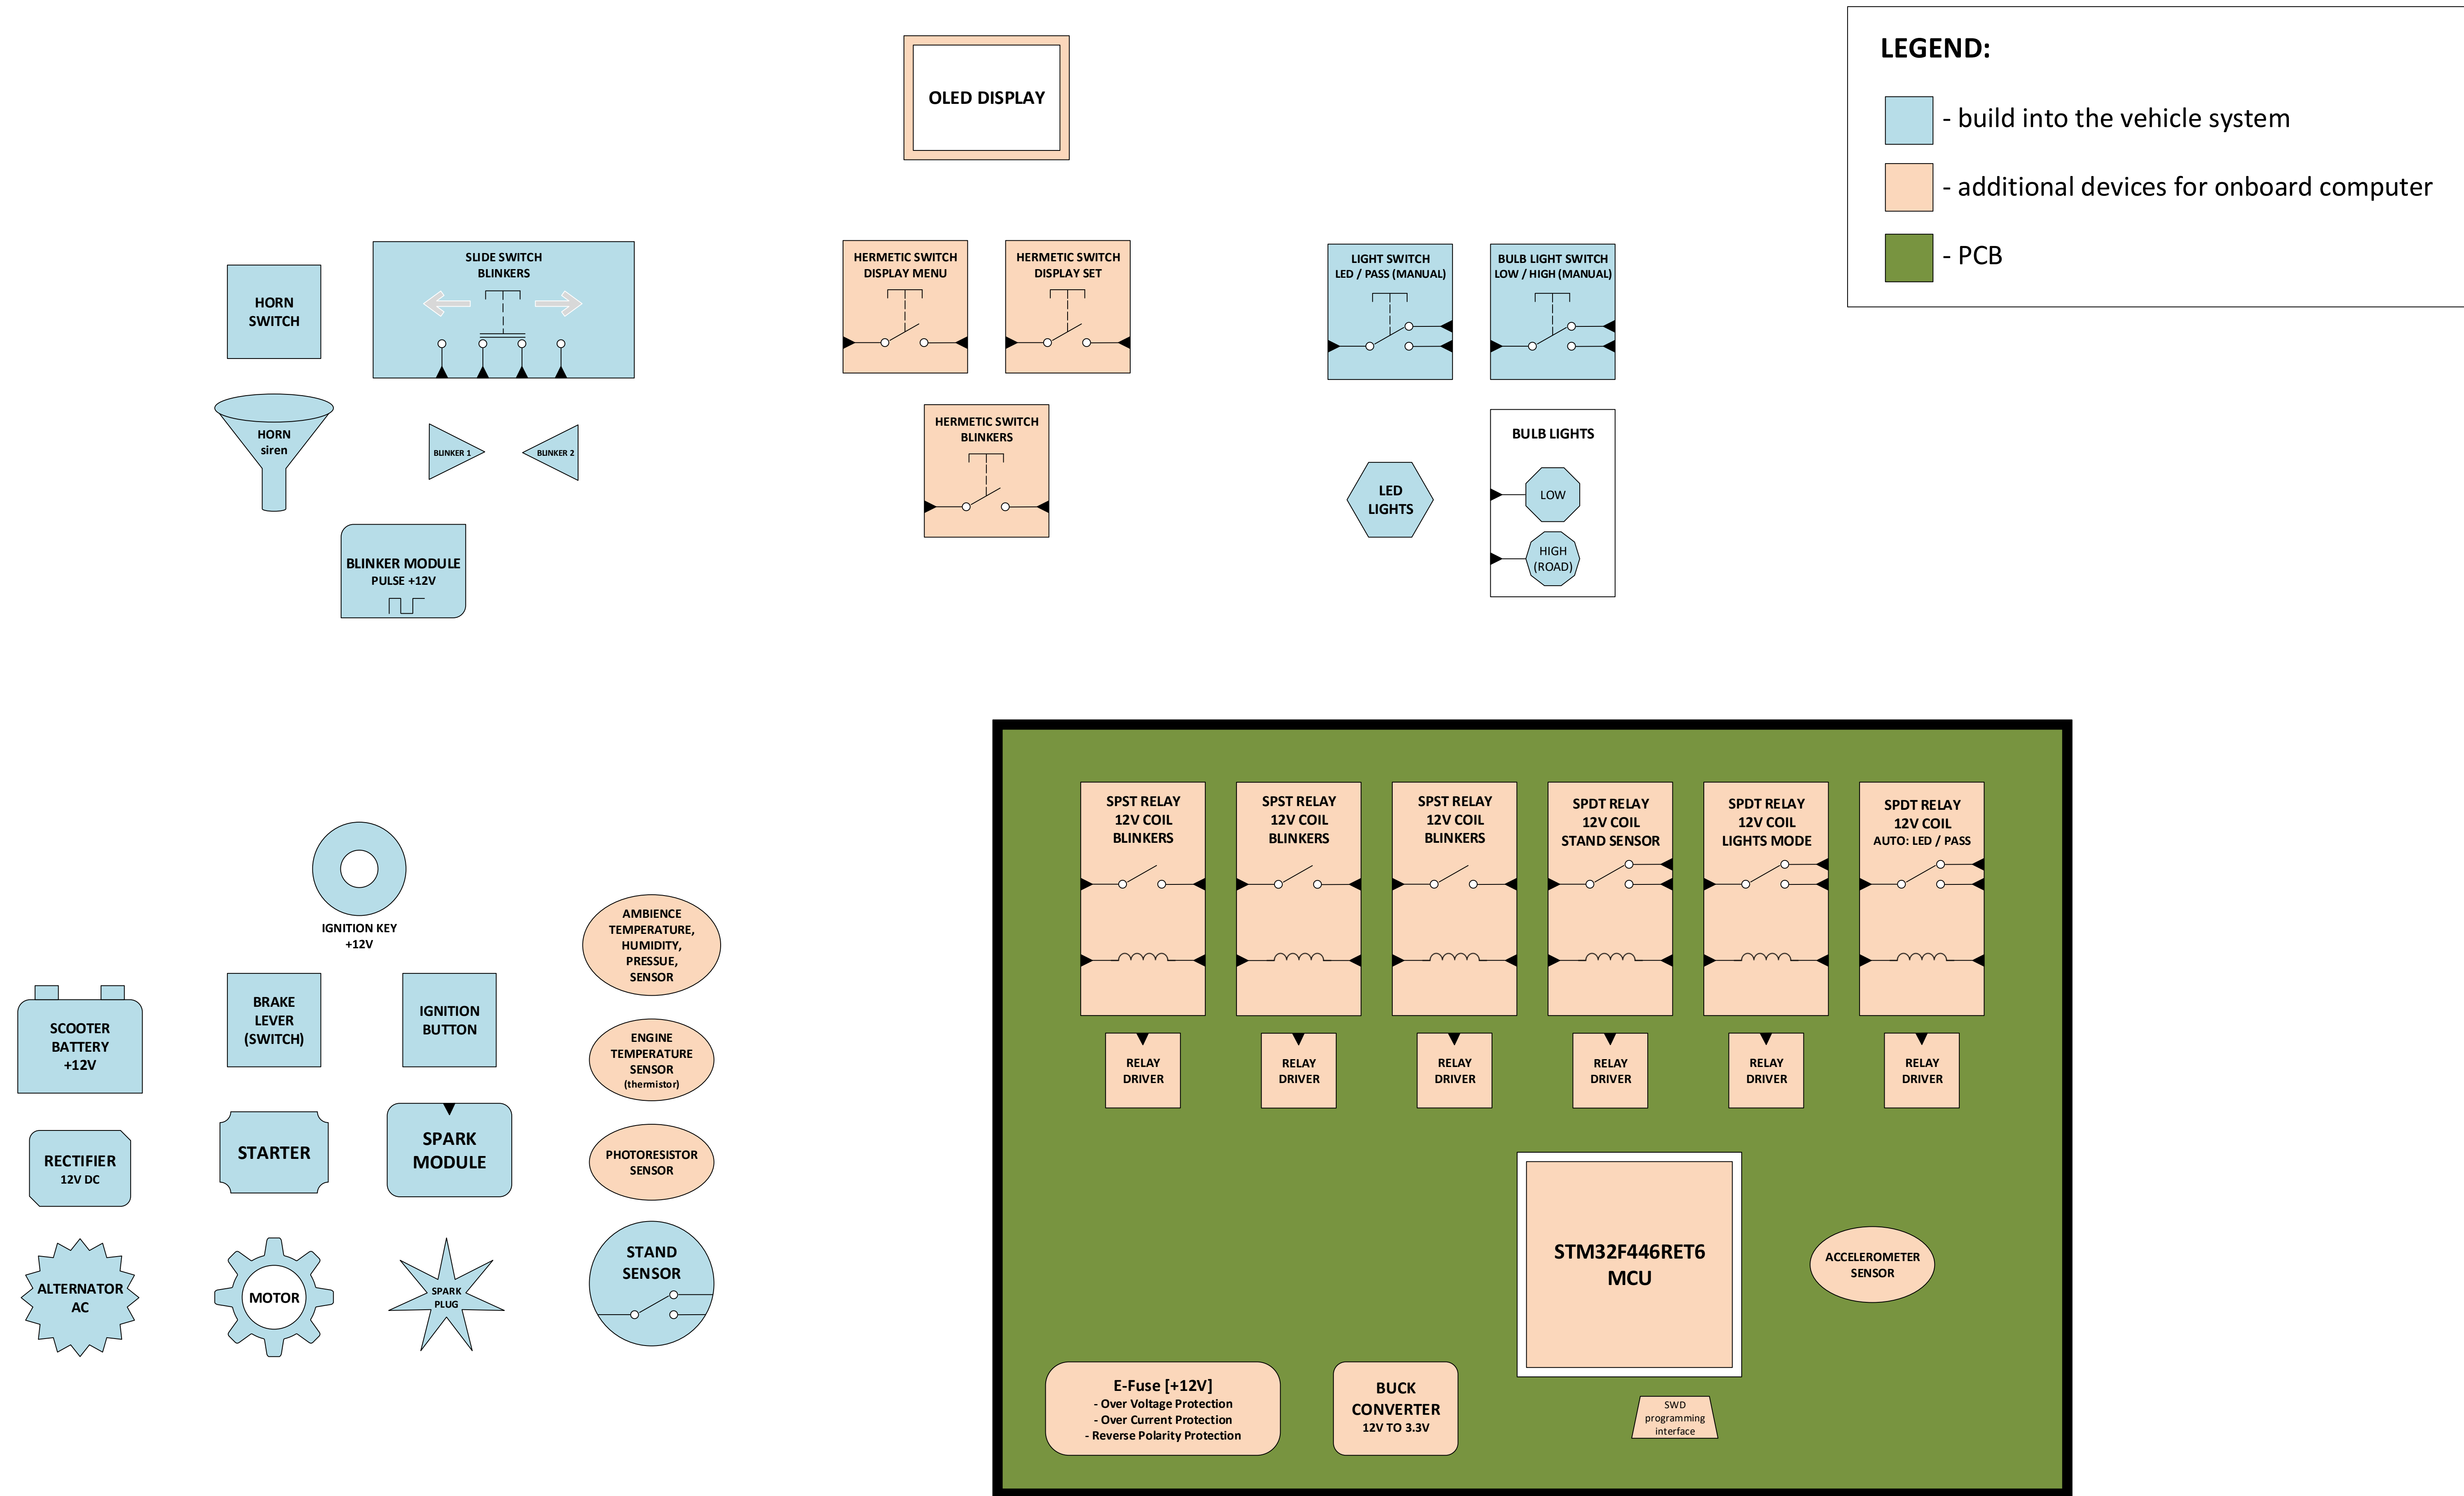 LEGEND:
- build into the vehicle system
- additional devices for onboard computer
- PCB
OLED DISPLAY
HORN
SWITCH
SLIDE SWITCH
BLINKERS
HERMETIC SWITCH
DISPLAY MENU
HERMETIC SWITCH
DISPLAY SET
LIGHT SWITCH
LED / PASS (MANUAL)
BULB LIGHT SWITCH
LOW / HIGH (MANUAL)
HORN
siren
BLINKER 1
BLINKER 2
HERMETIC SWITCH
BLINKERS
BULB LIGHTS
LED
LIGHTS
LOW
HIGH
(ROAD)
BLINKER MODULE
PULSE +12V
IGNITION KEY
+12V
AMBIENCE
TEMPERATURE,
HUMIDITY,
PRESSUE,
SENSOR
SCOOTER
BATTERY
+12V
BRAKE
LEVER
(SWITCH)
IGNITION
BUTTON
ENGINE
TEMPERATURE
SENSOR
(thermistor)
RECTIFIER
12V DC
STARTER
SPARK
MODULE
PHOTORESISTOR
SENSOR
ALTERNATOR
AC
MOTOR
SPARK
PLUG
STAND
SENSOR
SPST RELAY
12V COIL
BLINKERS
SPST RELAY
12V COIL
BLINKERS
SPST RELAY
12V COIL
BLINKERS
SPDT RELAY
12V COIL
STAND SENSOR
SPDT RELAY
12V COIL
LIGHTS MODE
SPDT RELAY
12V COIL
AUTO: LED / PASS
RELAY
DRIVER
RELAY
DRIVER
RELAY
DRIVER
RELAY
DRIVER
RELAY
DRIVER
RELAY
DRIVER
STM32F446RET6
MCU
ACCELEROMETER
SENSOR
E-Fuse [+12V]
- Over Voltage Protection
- Over Current Protection
- Reverse Polarity Protection
BUCK
CONVERTER
12V TO 3.3V
SWD
programming
interface